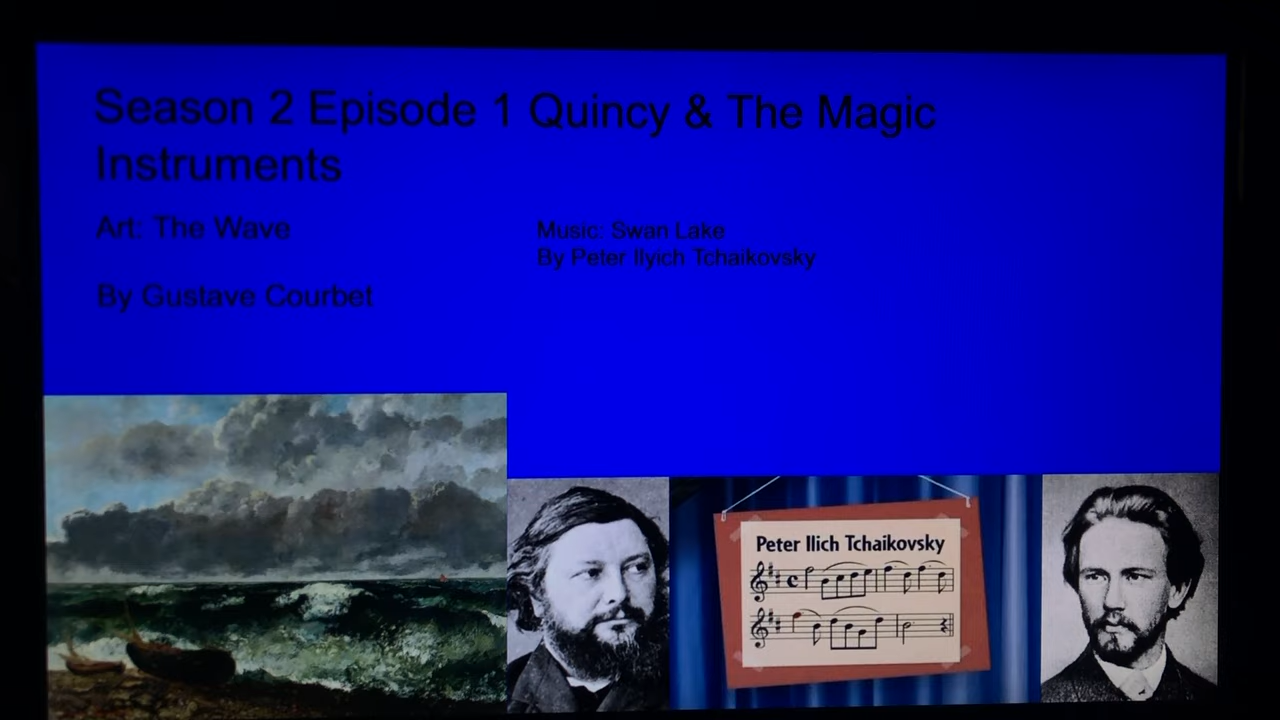 Season 2 Episode 1 Quincy & The Magic
Instruments
Art: The Wave
By Gustave Courbet
Music: Swan Lake
By Peter Ilyich Tchaikovsky
Peter Ilich Tchaikovsky